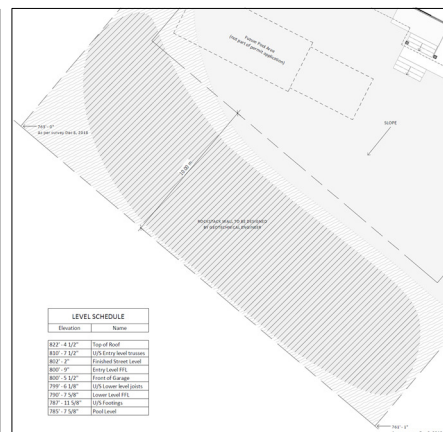 Future Pool Area
(not part of permit application)
SLOPE
As per survey Dec 6, 2016
ROCKSTACK WALL TO BE DESIGNED
BY GEOTECHNICAL ENGINEER
LEVEL SCHEDULE
Elevation Name
822' - 4 1/2" Top of Roof
810' - 7 1/2" U/S Entry level trusses
802' - 2" Finished Street Level
800' - 9" Entry Level FFL
800' - 5 1/2" Front of Garage
799' - 6 1/8" U/S Lower level joists
790' - 7 5/8" Lower Level FFL
787' - 11 5/8" U/S Footings
785' - 7 5/8" Pool Level